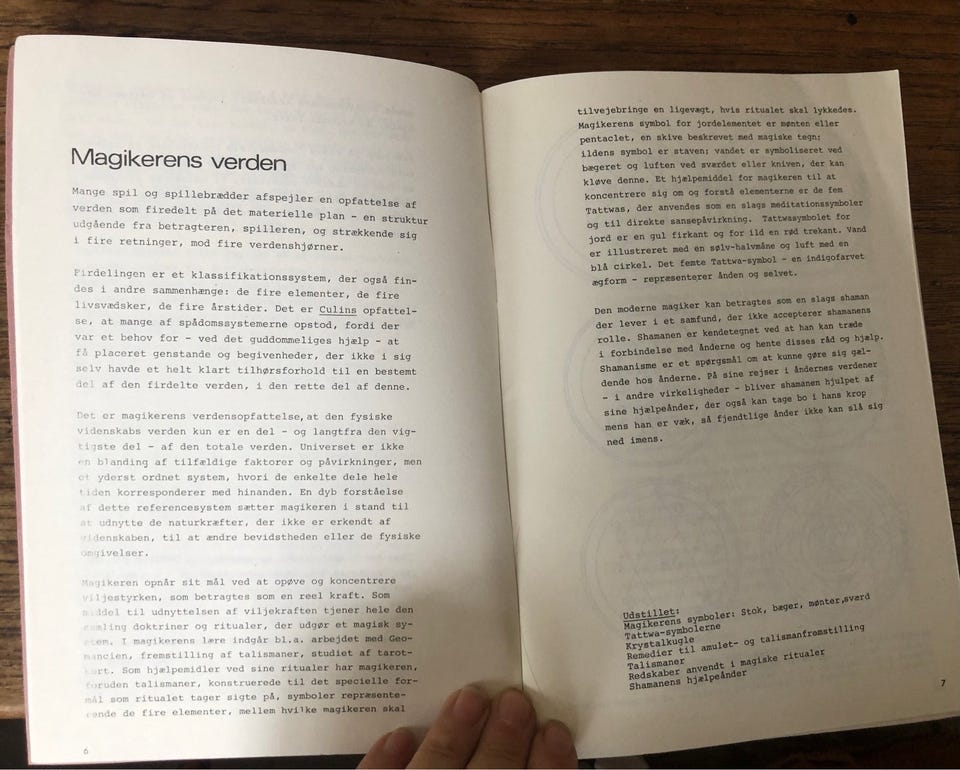 Magikerens verden
Mange spil og spillebrædder afspejler en opfattelse af
verden som firedelt på det materielle plan - en struktur
udgående fra betragteren, spilleren, og strækkende sig
i fire retninger, mod fire verdenshjørner.
Firdelingen er et klassifikationssystem, der også fin-
des i andre sammenhænge: de fire elementer, de fire
livsvædsker, de fire årstider. Det er Culins opfattel-
se, at mange af spådomssystemerne opstod, fordi der
var et behov for - ved det guddommeliges hjælp - at
få placeret genstande og begivenheder, der ikke i sig
selv havde et helt klart tilhørsforhold til en bestemt
del af den firdelte verden, i den rette del af denne.
Det er magikerens verdensopfattelse, at den fysiske
videnskabs verden kun er en del - og langtfra den vig-
tigste del - af den totale verden. Universet er ikke
en blanding af tilfældige faktorer og påvirkninger, men
et yderst ordnet system, hvori de enkelte dele hele
tiden korresponderer med hinanden. En dyb forståelse
af dette referencesystem sætter magikeren i stand til
at udnytte de naturkræfter, der ikke er erkendt af
videnskaben, til at ændre bevidstheden eller de fysiske
omgivelser.
Magikeren opnår sit mål ved at opøve og koncentrere
viljestyrken, som betragtes som en reel kraft. Som
middel til udnyttelsen af viljekraften tjener hele den
samling doktriner og ritualer, der udgør et magisk sy-
stem. I magikerens lære indgår bl.a. arbejdet med Geo-
mancien, fremstilling af talismaner, studiet af tarot-
kort. Som hjælpemidler ved sine ritualer har magikeren,
foruden talismaner, konstruerede til det specielle for-
mål som ritualet tager sigte på, symboler repræsente-
rende de fire elementer, mellem hvilke magikeren skal
6
tilvejebringe en ligevægt, hvis ritualet skal lykkedes.
Magikerens symbol for jordelementet er mønten eller
pentaclet, en skive beskrevet med magiske tegn;
ildens symbol er staven; vandet er symboliseret ved
bægeret og luften ved sværdet eller kniven, der kan
kløve denne. Et hjælpemiddel for magikeren til at
koncentrere sig om og forstå elementerne er de fem
Tattwas, der anvendes som en slags meditationssymboler
og til direkte sansepåvirkning. Tattwasymbolet for
jord er en gul firkant og for ild en rød trekant. Vand
er illustreret med en sølv-halvmåne og luft med en
blå cirkel. Det femte Tattwa-symbol - en indigofarvet
ægform - repræsenterer ånden og selvet.
Den moderne magiker kan betragtes som en slags shaman
der lever i et samfund, der ikke accepterer shamanens
rolle. Shamanen er kendetegnet ved at han kan træde
i forbindelse med ånderne og hente disses råd og hjælp.
Shamanisme er et spørgsmål om at kunne gøre sig gæl-
dende hos ånderne. På sine rejser i åndernes verdener
- i andre virkeligheder - bliver shamanen hjulpet af
sine hjælpeånder, der også kan tage bo i hans krop
mens han er væk, så fjendtlige ånder ikke kan slå sig
ned imens.
Udstillet:
Magikerens symboler: Stok, bæger, mønter,sværd
Tattwa-symbolerne
Krystalkugle
Remedier til amulet- og talismanfremstilling
Talismaner
Redskaber anvendt i magiske ritualer
Shamanens hjælpeånder
7